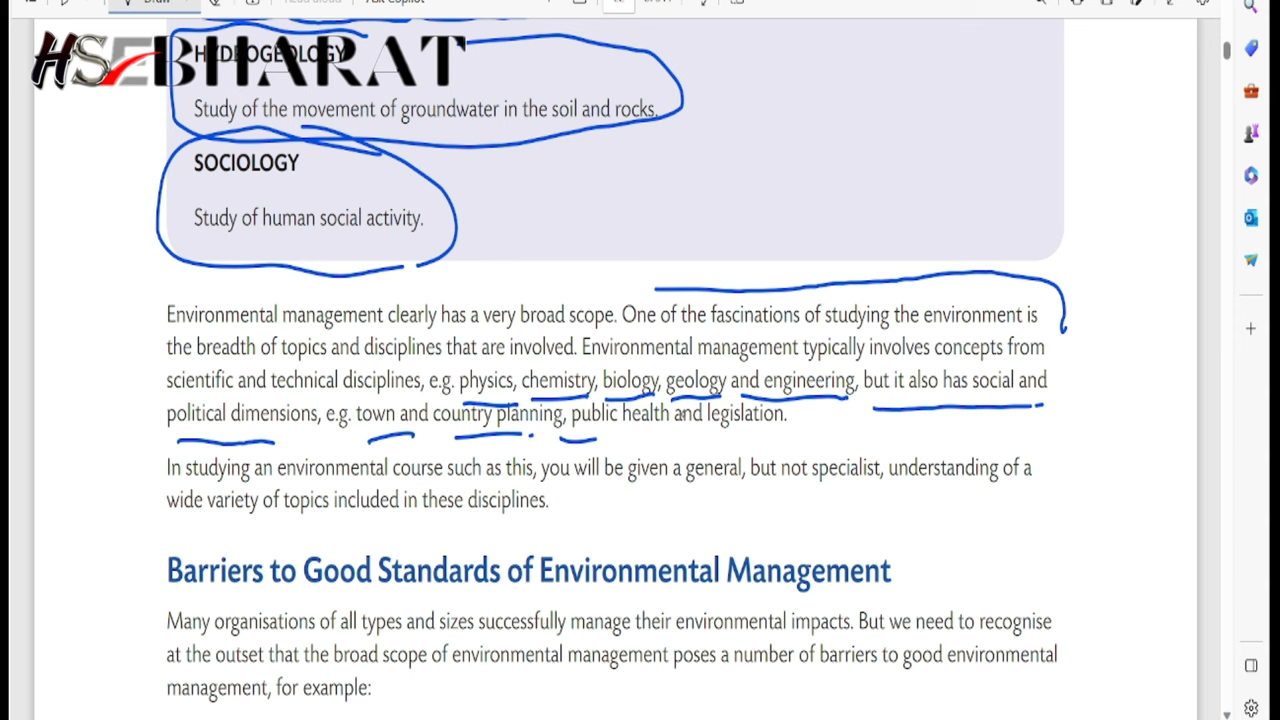 Draw
Read aloud
Ask Copilot
HSEBHARAT
HYDROGEOLOGY
Study of the movement of groundwater in the soil and rocks.
SOCIOLOGY
Study of human social activity.
Environmental management clearly has a very broad scope. One of the fascinations of studying the environment is
the breadth of topics and disciplines that are involved. Environmental management typically involves concepts from
scientific and technical disciplines, e.g. physics, chemistry, biology, geology and engineering, but it also has social and
political dimensions, e.g. town and country planning, public health and legislation.
In studying an environmental course such as this, you will be given a general, but not specialist, understanding of a
wide variety of topics included in these disciplines.
Barriers to Good Standards of Environmental Management
Many organisations of all types and sizes successfully manage their environmental impacts. But we need to recognise
at the outset that the broad scope of environmental management poses a number of barriers to good environmental
management, for example: